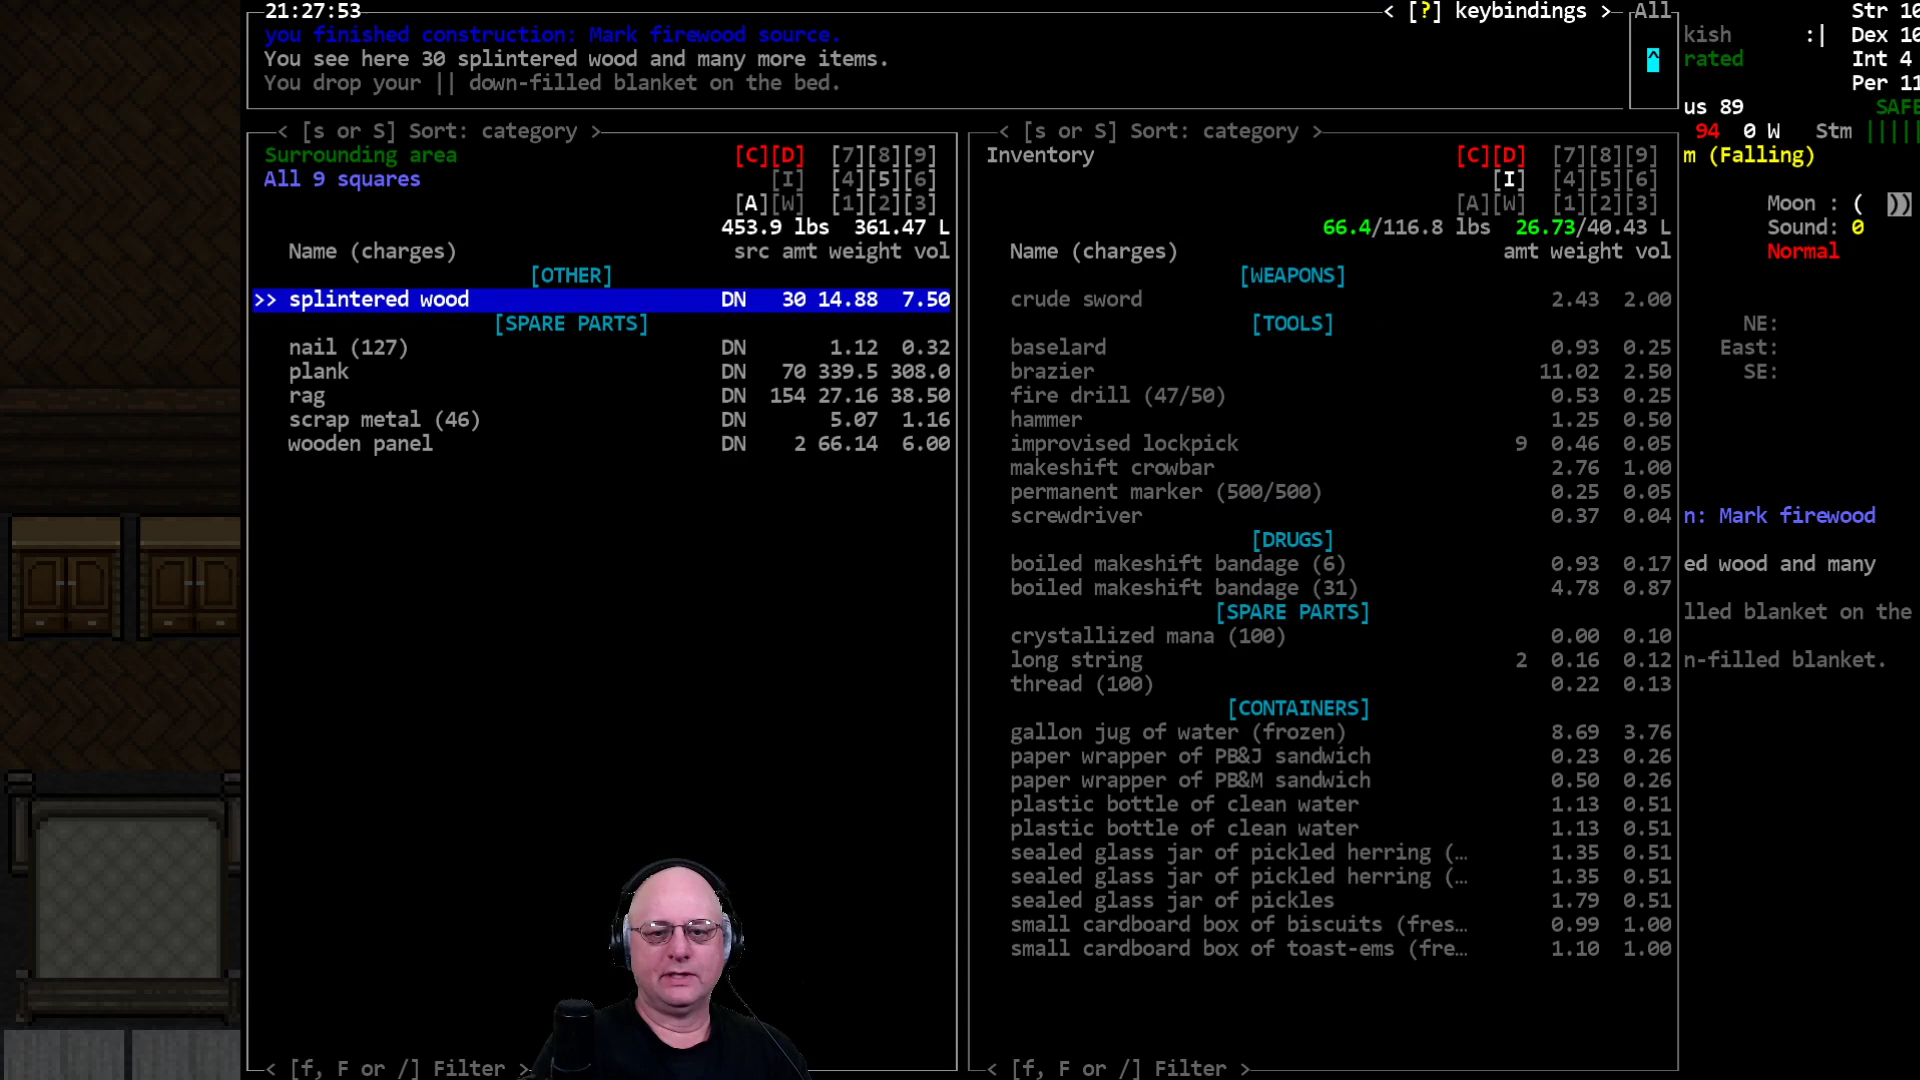 21:27:53
< [?] keybindings >
All
you finished construction: Mark firewood source.
You see here 30 splintered wood and many more items.
You drop your || down-filled blanket on the bed.
^
< [s or S] Sort: category >
Surrounding area
All 9 squares
[C][D] [7][8][9]
[I] [4][5][6]
[A][W] [1][2][3]
453.9 lbs 361.47 L
Name (charges) src amt weight vol
[OTHER]
>> splintered wood DN 30 14.88 7.50
[SPARE PARTS]
nail (127) DN 1.12 0.32
plank DN 70 339.5 308.0
rag DN 154 27.16 38.50
scrap metal (46) DN 5.07 1.16
wooden panel DN 2 66.14 6.00
< [f, F or /] Filter >
< [s or S] Sort: category >
Inventory
[C][D] [7][8][9]
[I] [4][5][6]
[A][W] [1][2][3]
66.4/116.8 lbs 26.73/40.43 L
Name (charges) amt weight vol
[WEAPONS]
crude sword 2.43 2.00
[TOOLS]
baselard 0.93 0.25
brazier 11.02 2.50
fire drill (47/50) 0.53 0.25
hammer 1.25 0.50
improvised lockpick 9 0.46 0.05
makeshift crowbar 2.76 1.00
permanent marker (500/500) 0.25 0.05
screwdriver 0.37 0.04
[DRUGS]
boiled makeshift bandage (6) 0.93 0.17
boiled makeshift bandage (31) 4.78 0.87
[SPARE PARTS]
crystallized mana (100) 0.00 0.10
long string 2 0.16 0.12
thread (100) 0.22 0.13
[CONTAINERS]
gallon jug of water (frozen) 8.69 3.76
paper wrapper of PB&J sandwich 0.23 0.26
paper wrapper of PB&M sandwich 0.50 0.26
plastic bottle of clean water 1.13 0.51
plastic bottle of clean water 1.13 0.51
sealed glass jar of pickled herring (… 1.35 0.51
sealed glass jar of pickled herring (… 1.35 0.51
sealed glass jar of pickles 1.79 0.51
small cardboard box of biscuits (fres… 0.99 1.00
small cardboard box of toast-ems (fre… 1.10 1.00
< [f, F or /] Filter >
Str 10
kish :| Dex 10
rated Int 4
Per 11
us 89 SAFE
94 0 W Stm |||||
m (Falling)
Moon : ( ))
Sound: 0
Normal
NE:
East:
SE:
n: Mark firewood
ed wood and many
lled blanket on the
n-filled blanket.